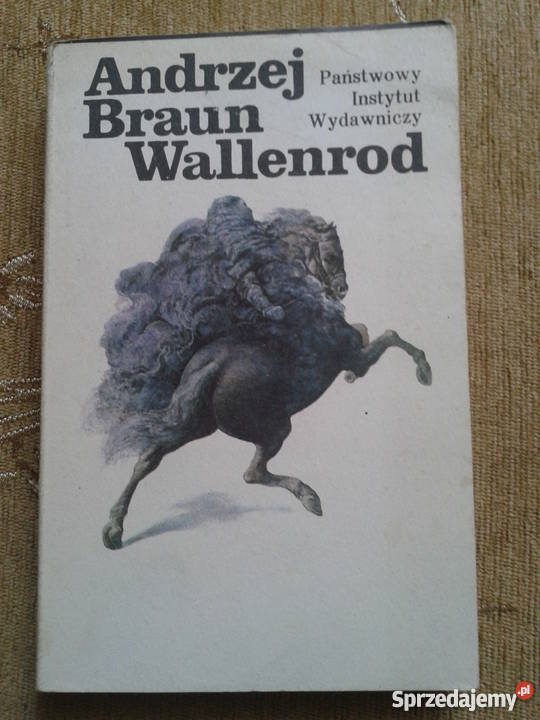 Andrzej
Braun
Wallenrod
Państwowy
Instytut
Wydawniczy
Sprzedajemy.pl